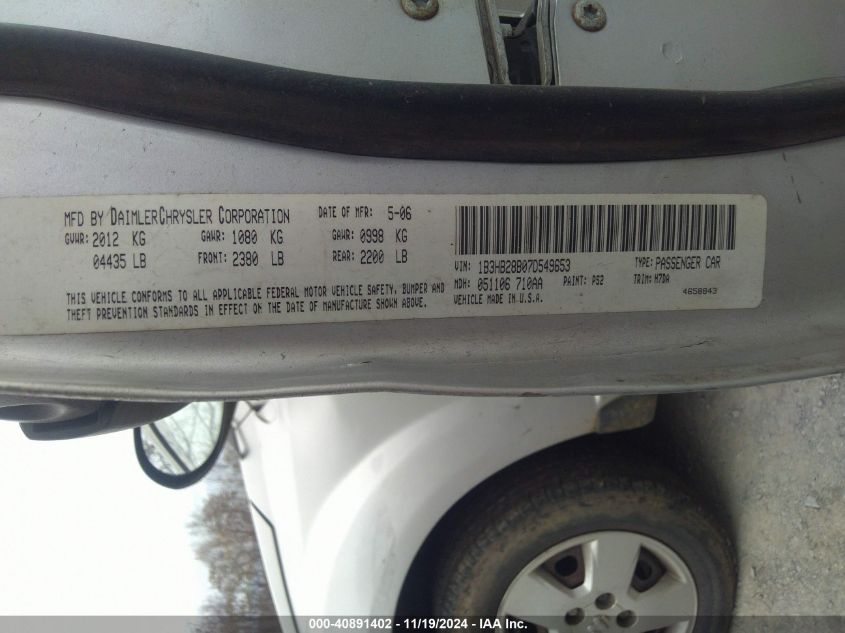 MFD BY DAIMLERCHRYSLER CORPORATION DATE OF MFR: 5-06
GVWR: 2012 KG GAWR: 1080 KG GAWR: 0998 KG
04435 LB FRONT: 2380 LB REAR: 2200 LB
THIS VEHICLE CONFORMS TO ALL APPLICABLE FEDERAL MOTOR VEHICLE SAFETY, BUMPER AND
THEFT PREVENTION STANDARDS IN EFFECT ON THE DATE OF MANUFACTURE SHOWN ABOVE.
VIN: 1B3HB28B07D549653 TYPE: PASSENGER CAR
MDH: 051106 710AA PAINT: PS2 TRIM: M7DA
VEHICLE MADE IN U.S.A. 4658843
000-40891402 - 11/19/2024 - IAA Inc.